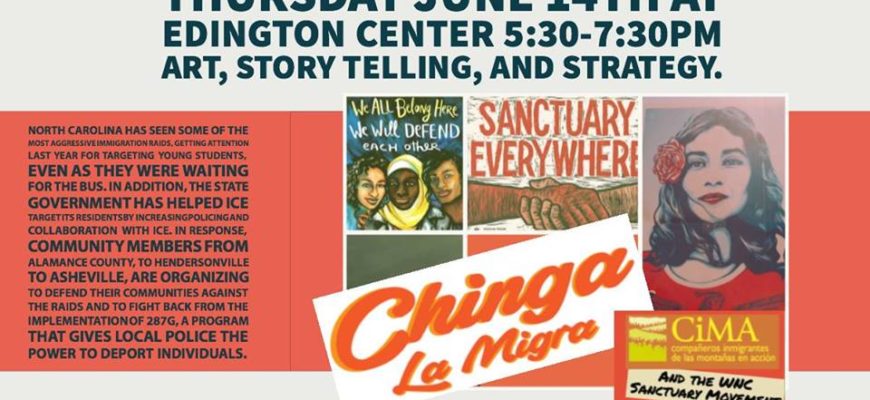 THURSDAY JUNE 14TH AT
EDINGTON CENTER 5:30-7:30PM
ART, STORY TELLING, AND STRATEGY.
NORTH CAROLINA HAS SEEN SOME OF THE
MOST AGGRESSIVE IMMIGRATION RAIDS, GETTING ATTENTION
LAST YEAR FOR TARGETING YOUNG STUDENTS,
EVEN AS THEY WERE WAITING
FOR THE BUS. IN ADDITION, THE STATE
GOVERNMENT HAS HELPED ICE
TARGET ITS RESIDENTS BY INCREASING POLICING AND
COLLABORATION WITH ICE. IN RESPONSE,
COMMUNITY MEMBERS FROM
ALAMANCE COUNTY, TO HENDERSONVILLE
TO ASHEVILLE, ARE ORGANIZING
TO DEFEND THEIR COMMUNITIES AGAINST
THE RAIDS AND TO FIGHT BACK FROM THE
IMPLEMENTATION OF 287G, A PROGRAM
THAT GIVES LOCAL POLICE THE
POWER TO DEPORT INDIVIDUALS.
We ALL Belong Here
We Will DEFEND
each other
SANCTUARY
EVERYWHERE
Chinga
La Migra
CiMA
compañeros inmigrantes
de las montañas en acción
AND THE WNC
SANCTUARY MOVEMENT